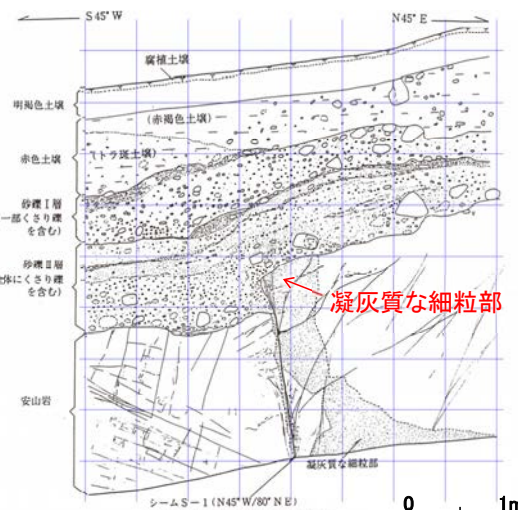 S45°W
N45°E
腐植土壌
明褐色土壌
(赤褐色土壌)
赤色土壌
(トラ斑土壌)
砂礫Ⅰ層
一部くさり礫
を含む)
砂礫Ⅱ層
体にくさり礫
を含む)
凝灰質な細粒部
安山岩
凝灰質な細粒部
シームS-1(N45°W/80°NE)
0
1m